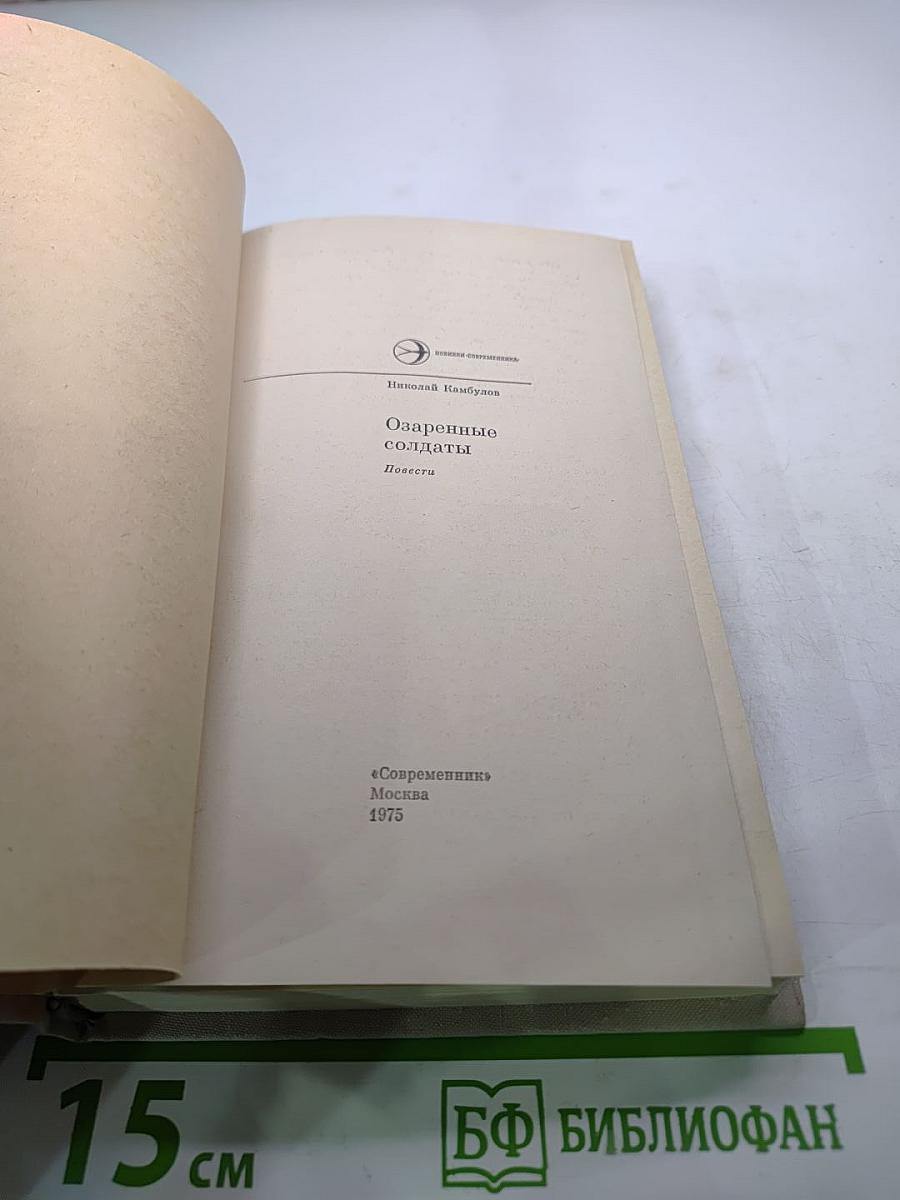 НОВИНКИ «СОВРЕМЕННИКА»
Николай Камбулов
Озаренные
солдаты
Повести
«Современник»
Москва
1975
15 см
БФ БИБЛИОФАН